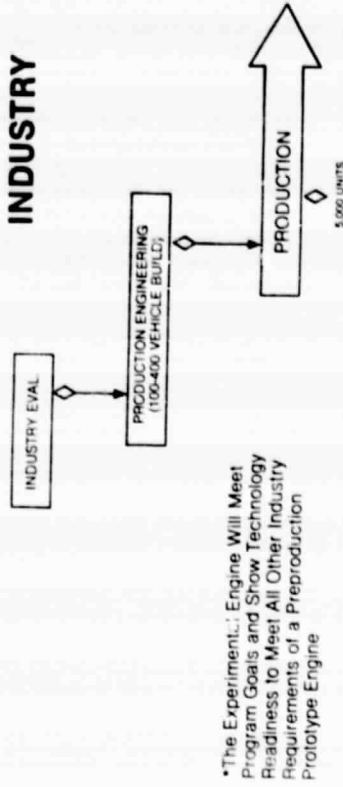 INDUSTRY
INDUSTRY EVAL.
PRODUCTION ENGINEERING
(100-400 VEHICLE BUILD)
PRODUCTION
5,000 UNITS
*The Experimental Engine Will Meet
Program Goals and Show Technology
Readiness to Meet All Other Industry
Requirements of a Preproduction
Prototype Engine